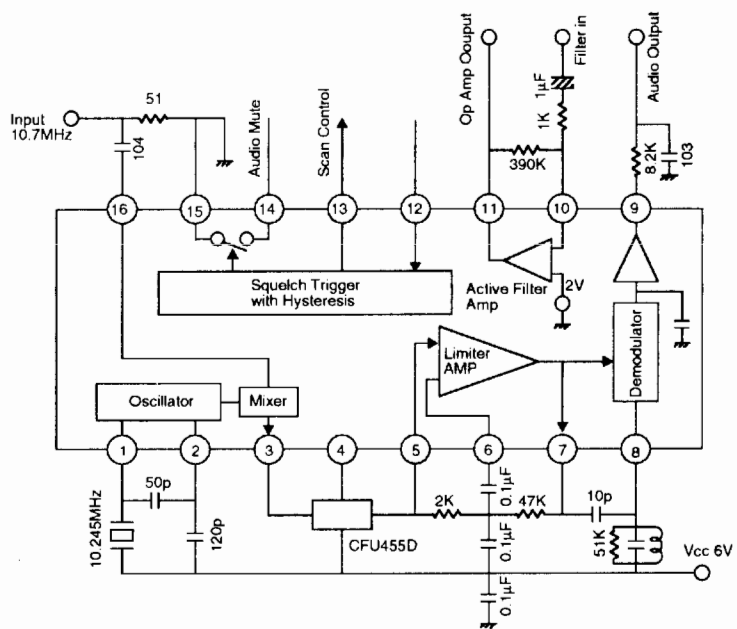 Op Amp Ooutput
Filter in
Audio Output
1μF
1K
390K
8.2K
103
Input
10.7MHz
51
104
Audio Mute
Scan Control
16
15
14
13
12
11
10
9
Squelch Trigger
with Hysteresis
Active Filter
Amp
2V
Limiter
AMP
Demodulator
Oscillator
Mixer
1
2
3
4
5
6
7
8
10.245MHz
50p
120p
CFU455D
2K
0.1μF
47K
0.1μF
0.1μF
10p
51K
Vcc 6V